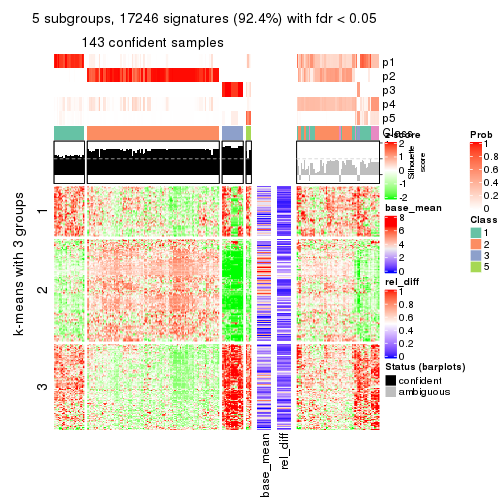 5 subgroups, 17246 signatures (92.4%) with fdr < 0.05
143 confident samples
p1
p2
p3
p4
p5
Class
z-score
2
1
0
-1
-2
Silhouette
score
Prob
1
0.8
0.6
0.4
0.2
0
base_mean
8
6
4
2
0
Class
1
2
3
5
rel_diff
1
0.8
0.6
0.4
0.2
0
Status (barplots)
confident
ambiguous
k-means with 3 groups
1
2
3
base_mean
rel_diff